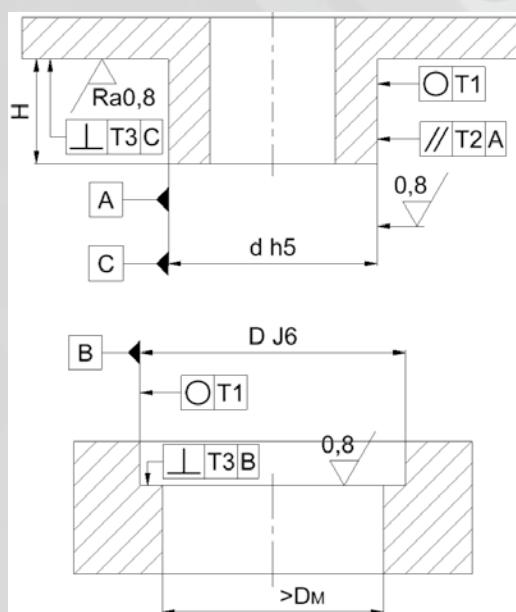 Ra0,8
H
⊥ T3 C
○ T1
// T2 A
A
0,8
C
d h5
D J6
B
○ T1
⊥ T3 B
0,8
>DM